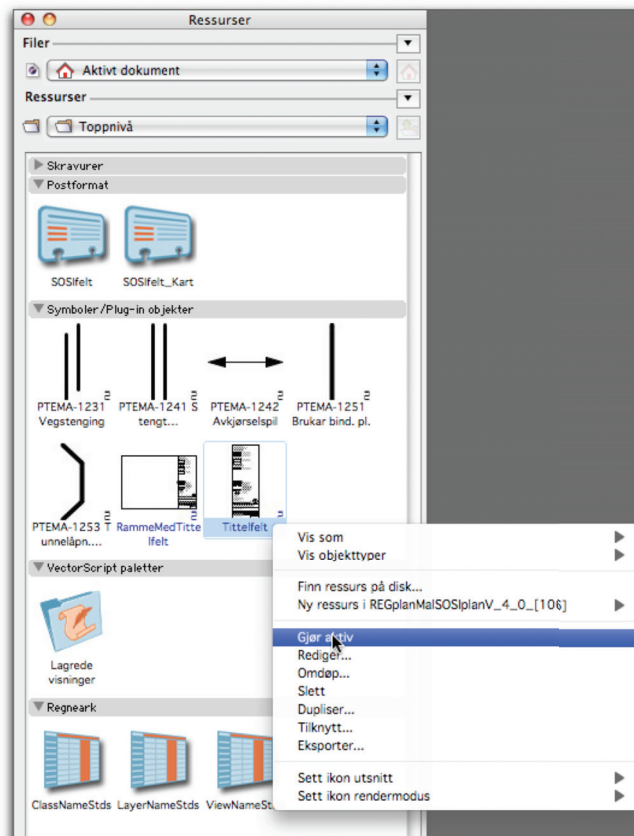 Ressurser
Filer
Aktivt dokument
Ressurser
Toppnivå
Skravurer
Postformat
SOSIfelt
SOSIfelt_Kart
Symboler/Plug-in objekter
PTEMA-1231
Vegstenging
PTEMA-1241 S
tengt...
PTEMA-1242
Avkjørselspil
PTEMA-1251
Brukar bind. pl.
PTEMA-1253 T
unnelåpn....
RammeMedTitte
lfelt
Tittelfelt
Vis som
Vis objekttyper
Finn ressurs på disk...
Ny ressurs i REGplanMalSOSIplanV_4_0_[106]
Gjør aktiv
Rediger...
Omdøp...
Slett
Dupliser...
Tilknytt...
Eksporter...
Sett ikon utsnitt
Sett ikon rendermodus
VectorScript paletter
Lagrede
visninger
Regneark
ClassNameStds
LayerNameStds
ViewNameSt